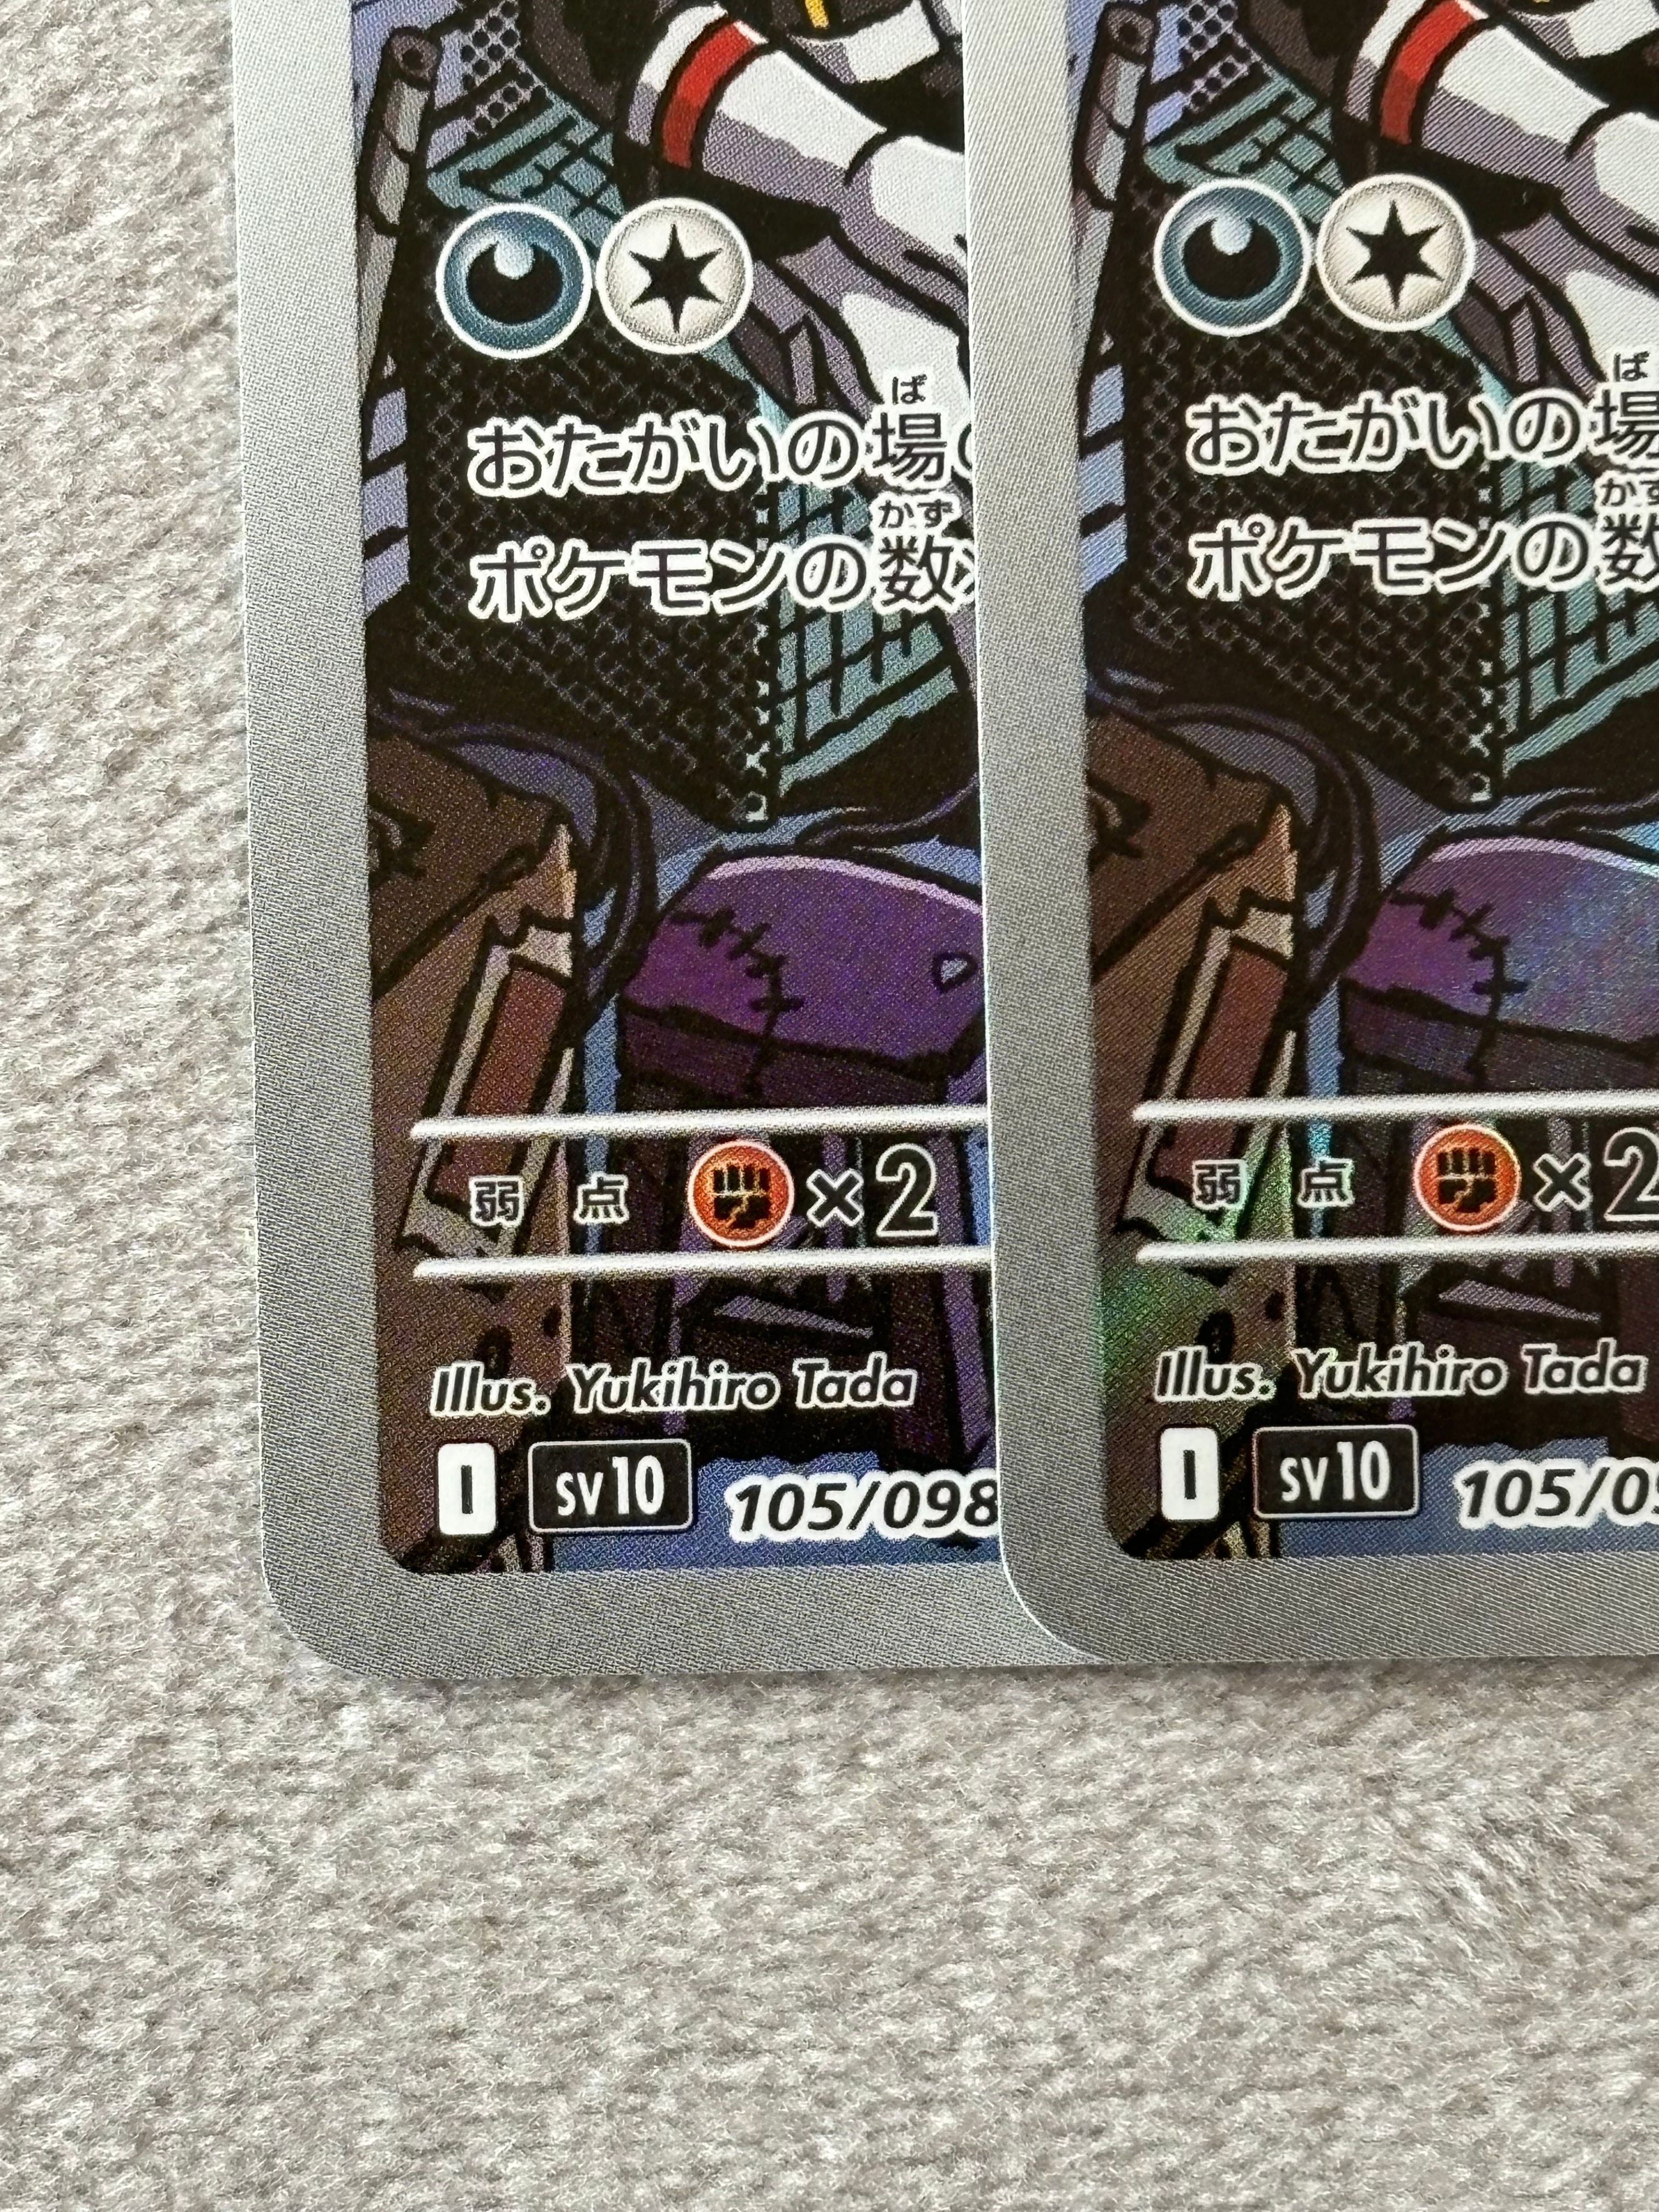 ば
おたがいの場
かず
ポケモンの数×
弱 点 ×2
Illus. Yukihiro Tada
I SV10 105/098
ば
おたがいの場
かず
ポケモンの数
弱 点 ×2
Illus. Yukihiro Tada
I SV10 105/09